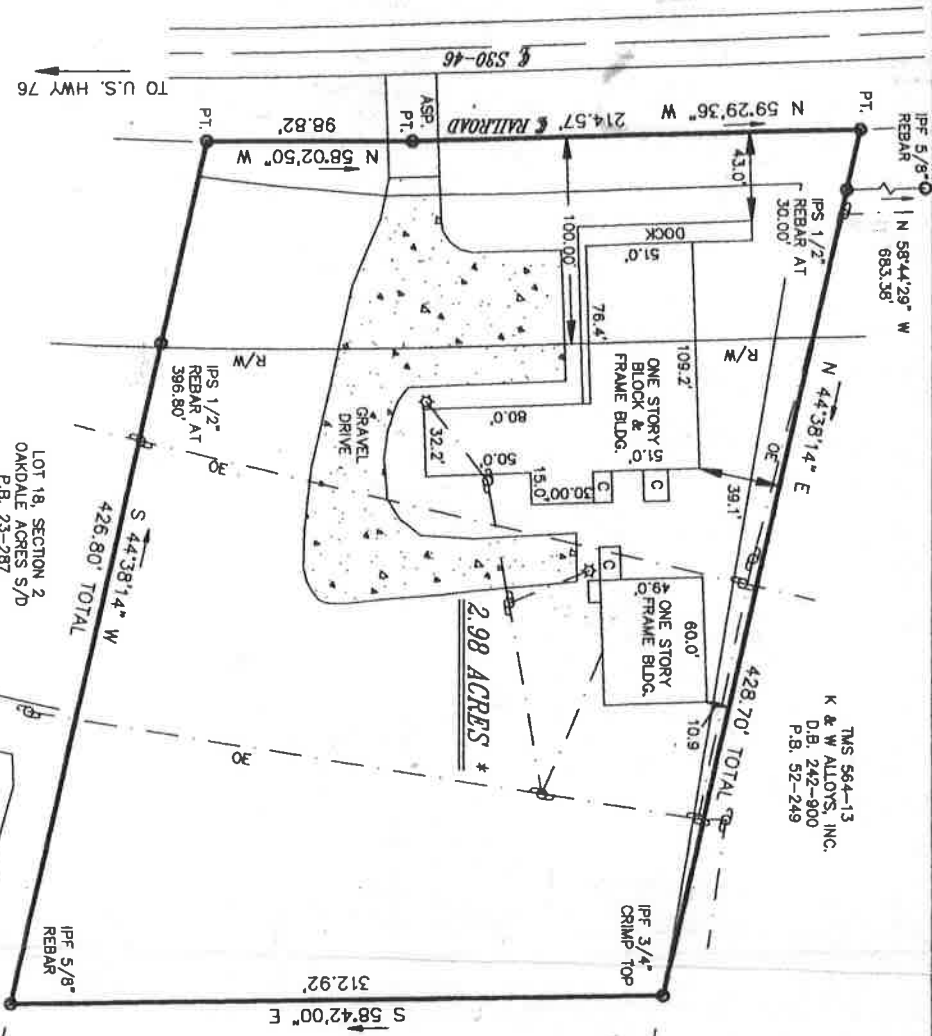 TO U.S. HWY 76
℄ S30-46
℄ RAILROAD
ASP.
PT.
N 58°02'50" W
98.82'
PT.
214.57'
N 59°29'36" W
PT.
IPF 5/8"
REBAR
N 58°44'29" W
683.38'
IPS 1/2"
REBAR AT
30.00'
43.0'
100.00'
DOCK
51.0'
76.4'
109.2'
R/W
ONE STORY
BLOCK &
FRAME BLDG.
51.0'
80.0'
32.2'
50.0'
15.0'
30.00'
C
C
39.1'
OE
N 44°38'14" E
428.70' TOTAL
TMS 564-13
K & W ALLOYS, INC.
D.B. 242-900
P.B. 52-249
GRAVEL
DRIVE
R/W
IPS 1/2"
REBAR AT
396.80'
OE
C
49.0'
60.0'
ONE STORY
FRAME BLDG.
10.9
2.98 ACRES *
S 44°38'14" W
426.80' TOTAL
LOT 18, SECTION 2
OAKDALE ACRES S/D
P.B. 23-287
OE
IPF 3/4"
CRIMP TOP
312.92'
S 58°42'00" E
IPF 5/8"
REBAR